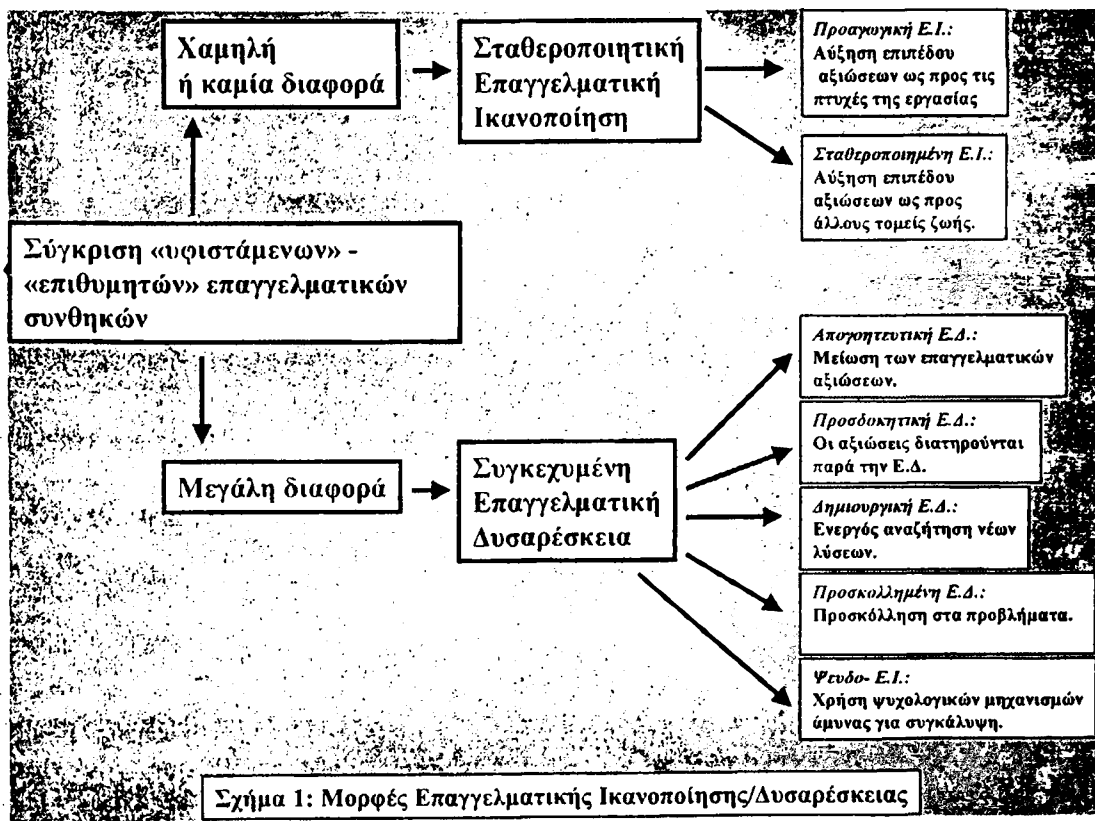 Χαμηλή
ή καμία διαφορά
Σταθεροποιητική
Επαγγελματική
Ικανοποίηση
Προαγωγική Ε.Ι.:
Αύξηση επιπέδου
αξιώσεων ως προς τις
πτυχές της εργασίας
Σταθεροποιημένη Ε.Ι.:
Αύξηση επιπέδου
αξιώσεων ως προς
άλλους τομείς ζωής.
Σύγκριση «υφιστάμενων» -
«επιθυμητών» επαγγελματικών
συνθηκών
Μεγάλη διαφορά
Συγκεχυμένη
Επαγγελματική
Δυσαρέσκεια
Απογοητευτική Ε.Δ.:
Μείωση των επαγγελματικών
αξιώσεων.
Προσδοκητική Ε.Δ.:
Οι αξιώσεις διατηρούνται
παρά την Ε.Δ.
Δημιουργική Ε.Δ.:
Ενεργός αναζήτηση νέων
λύσεων.
Προσκολλημένη Ε.Δ.:
Προσκόλληση στα προβλήματα.
Ψευδο- Ε.Ι.:
Χρήση ψυχολογικών μηχανισμών
άμυνας για συγκάλυψη.
Σχήμα 1: Μορφές Επαγγελματικής Ικανοποίησης/Δυσαρέσκειας